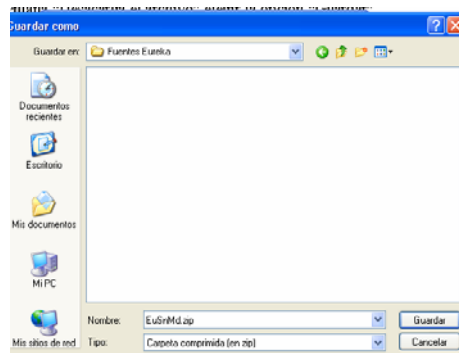 Guardar como
Guardar en:
Fuentes Eureka
Documentos
recientes
Escritorio
Mis documentos
Mi PC
Mis sitios de red
Nombre:
EuSnMd.zip
Guardar
Tipo:
Carpeta comprimida (en zip)
Cancelar